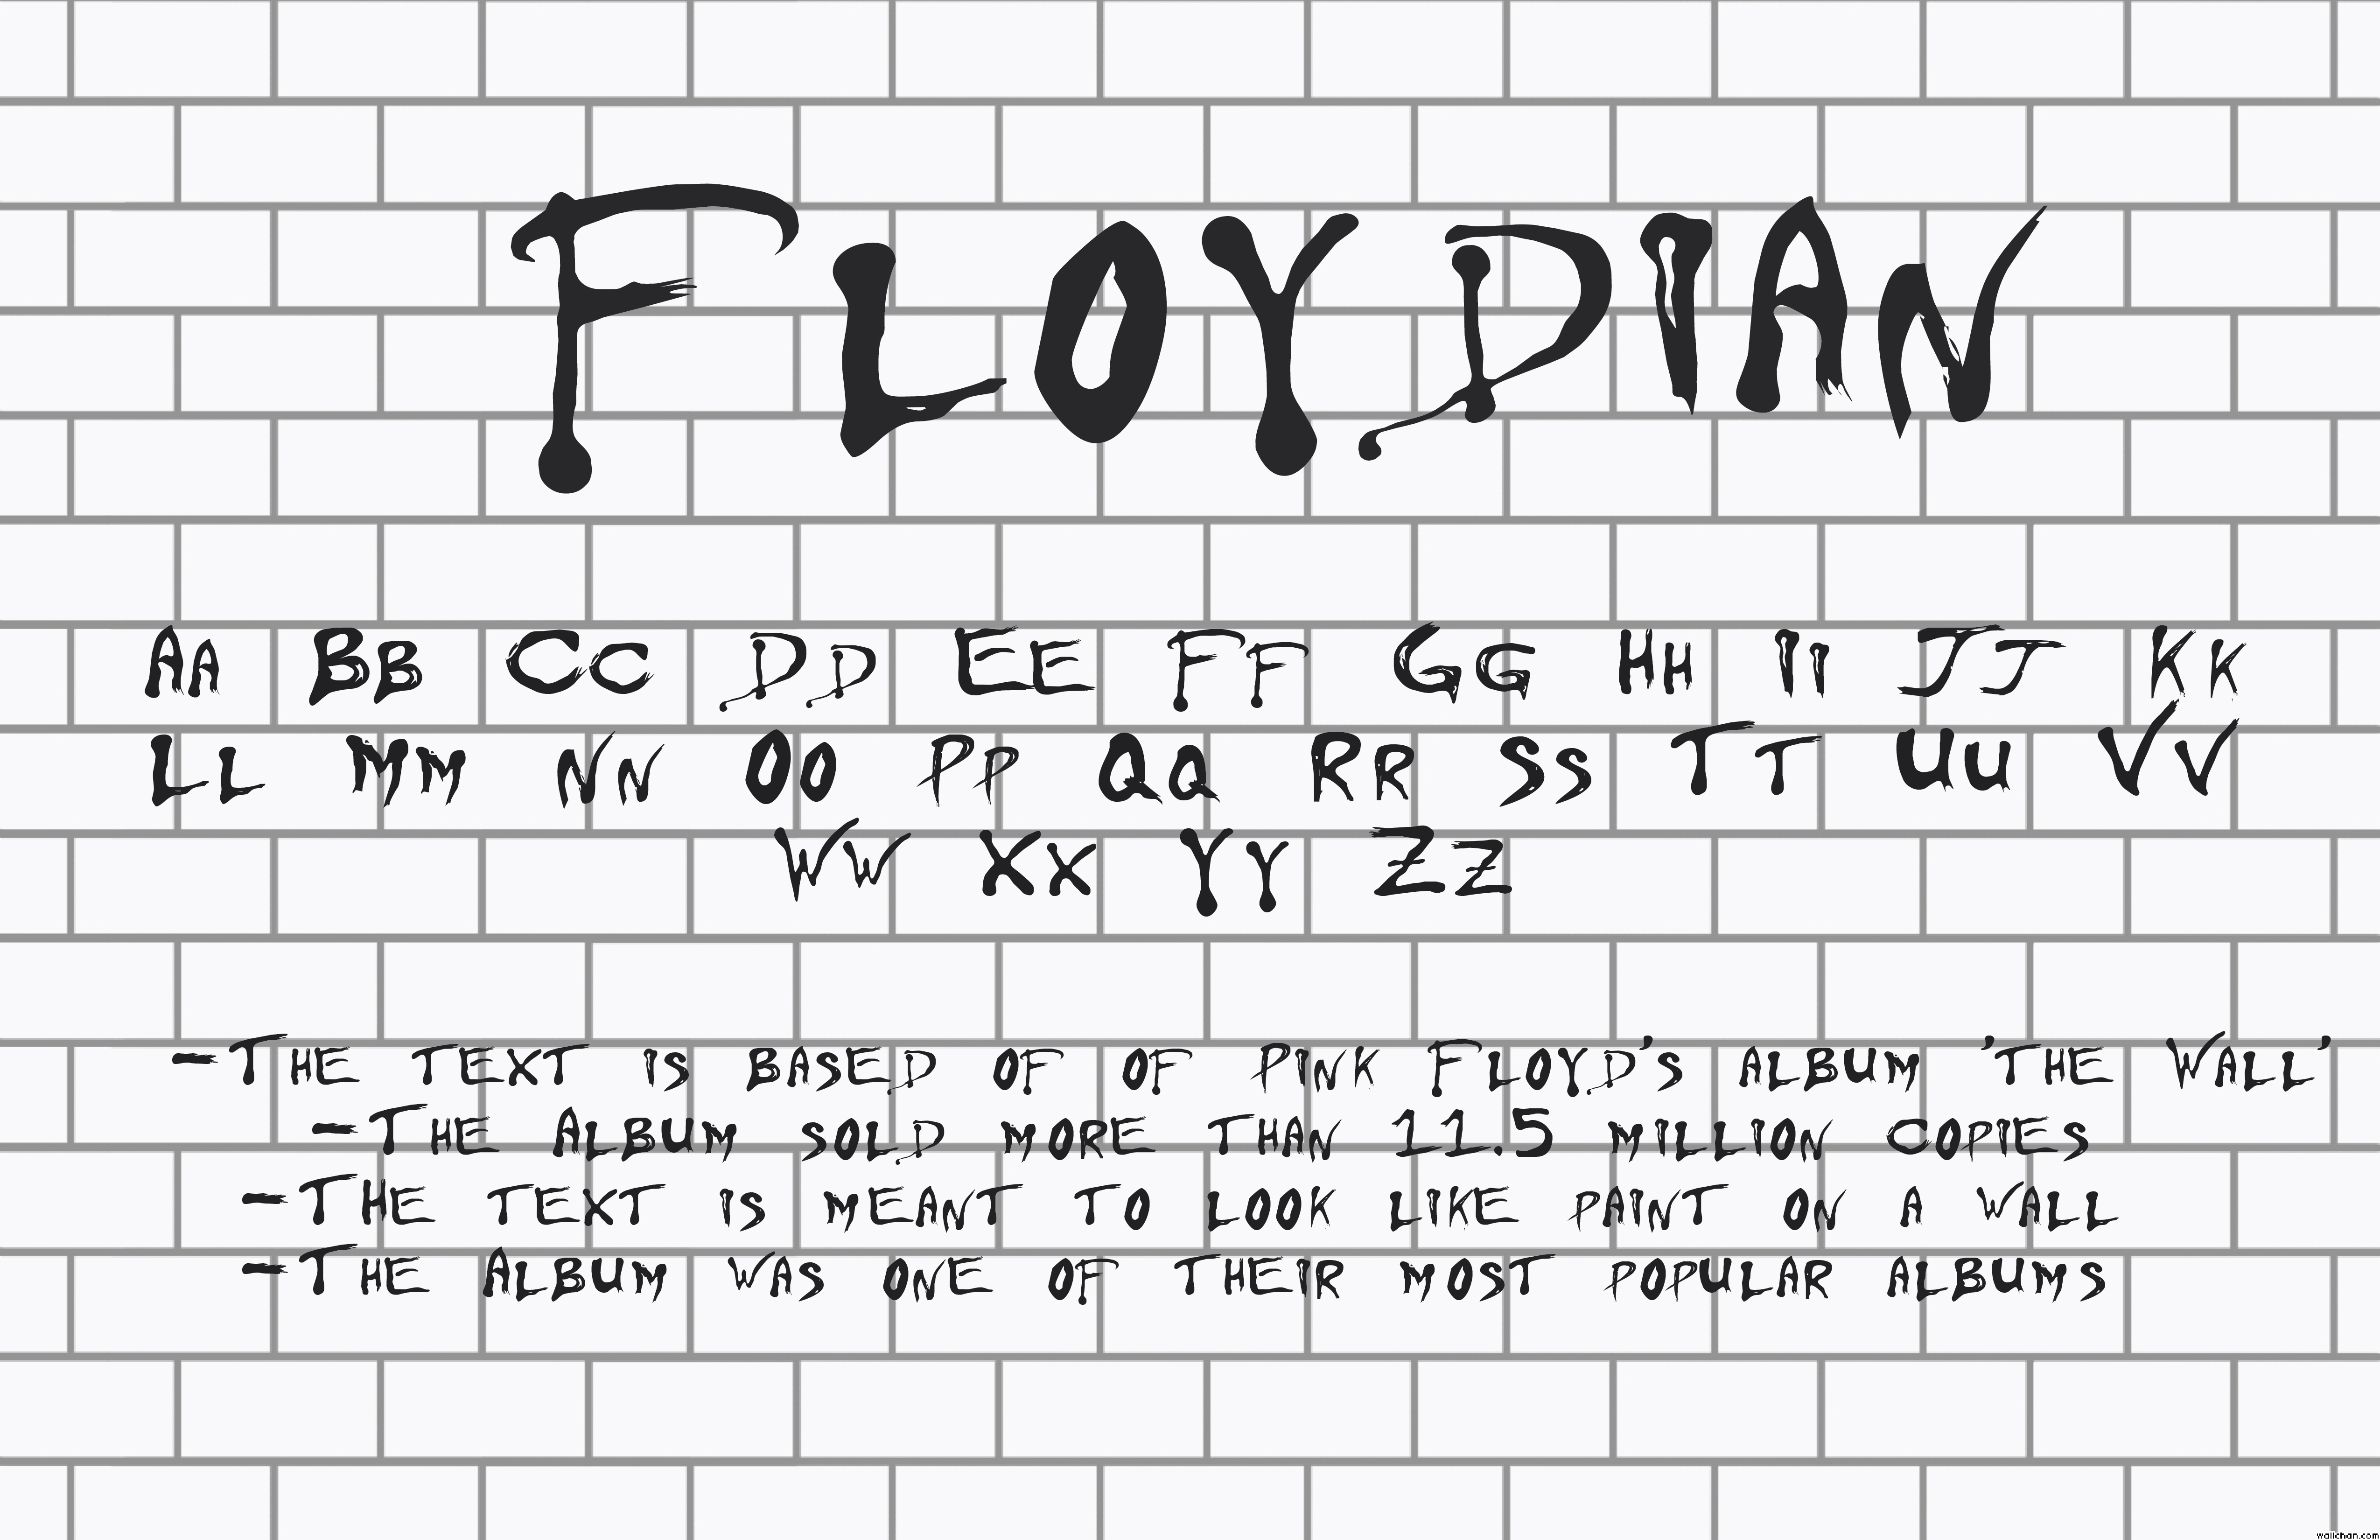 Floydian
Aa Bb Cc Dd Ee Ff Gg Hh Ii Jj Kk
Ll Mm Nn Oo Pp Qq Rr Ss Tt Uu Vv
Ww Xx Yy Zz
-The text is based of of Pink Floyd's album 'the Wall'
-The Album sold more than 11.5 million copies
-The text is meant to look like paint on a wall
-The Album was one of their most popular albums
wallchan.com